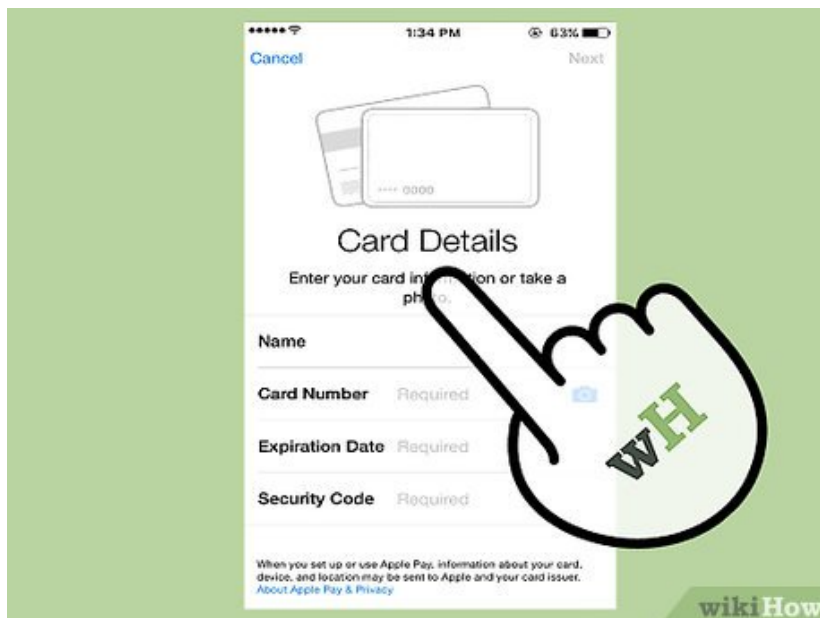 1:34 PM
63%
Cancel
Next
•••• 0000
Card Details
Enter your card information or take a
photo.
Name
Card Number Required
Expiration Date Required
Security Code Required
wH
When you set up or use Apple Pay, information about your card,
device, and location may be sent to Apple and your card issuer.
About Apple Pay & Privacy
wikiHow